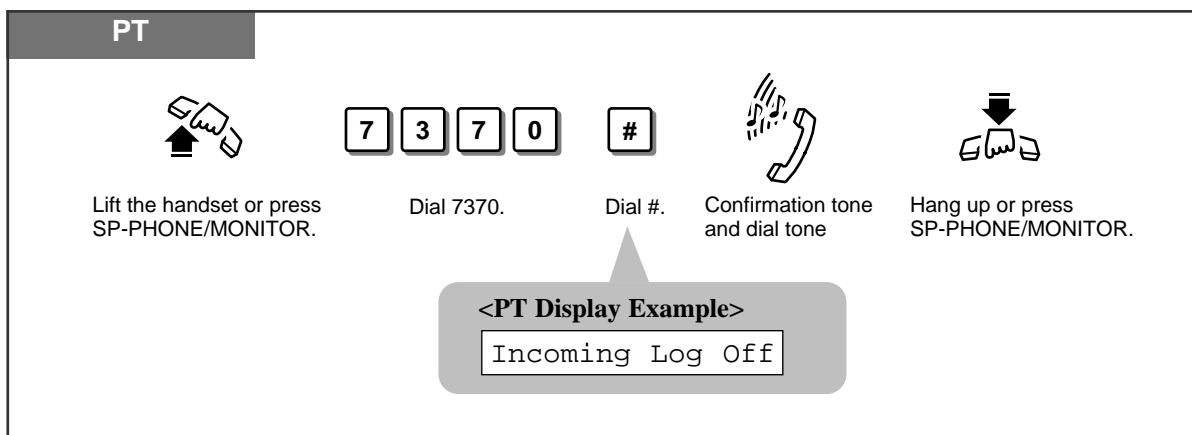 PT
7 3 7 0 #
Lift the handset or press
SP-PHONE/MONITOR.
Dial 7370.
Dial #.
Confirmation tone
and dial tone
Hang up or press
SP-PHONE/MONITOR.
<PT Display Example>
Incoming Log Off